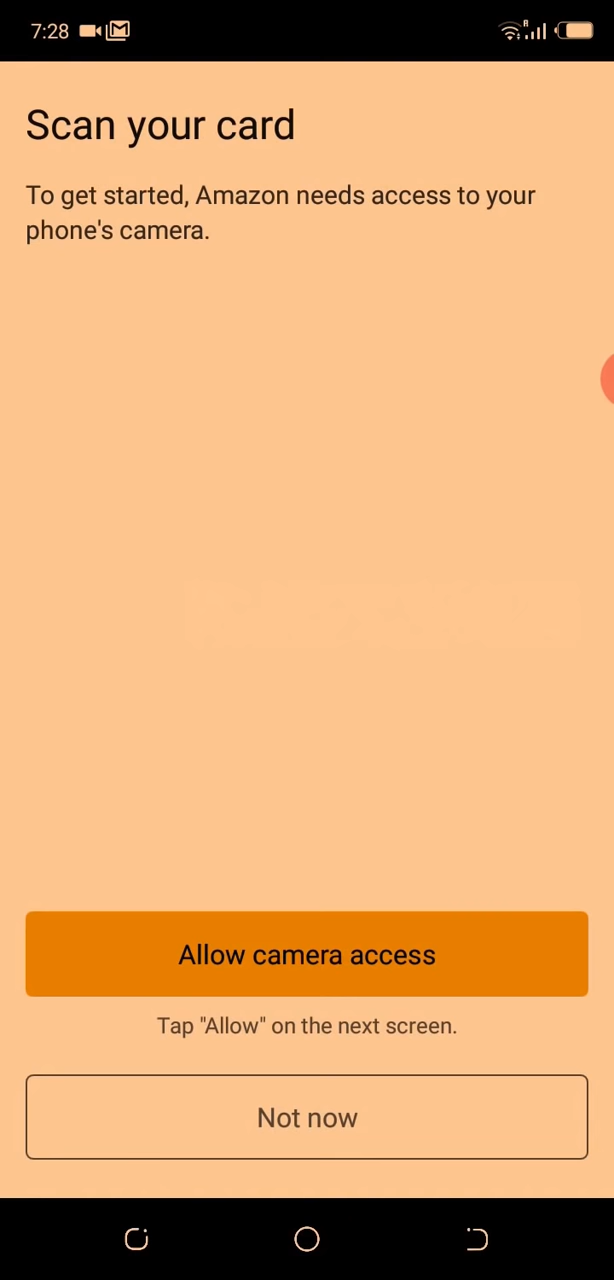 7:28
Scan your card
To get started, Amazon needs access to your
phone's camera.
Allow camera access
Tap "Allow" on the next screen.
Not now